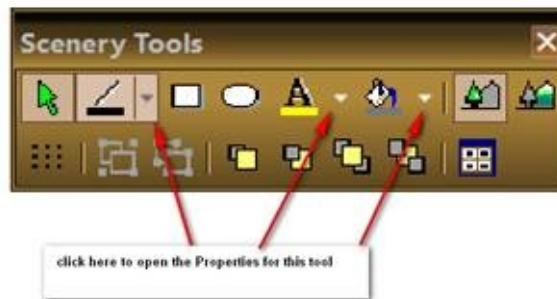 Scenery Tools
A
click here to open the Properties for this tool